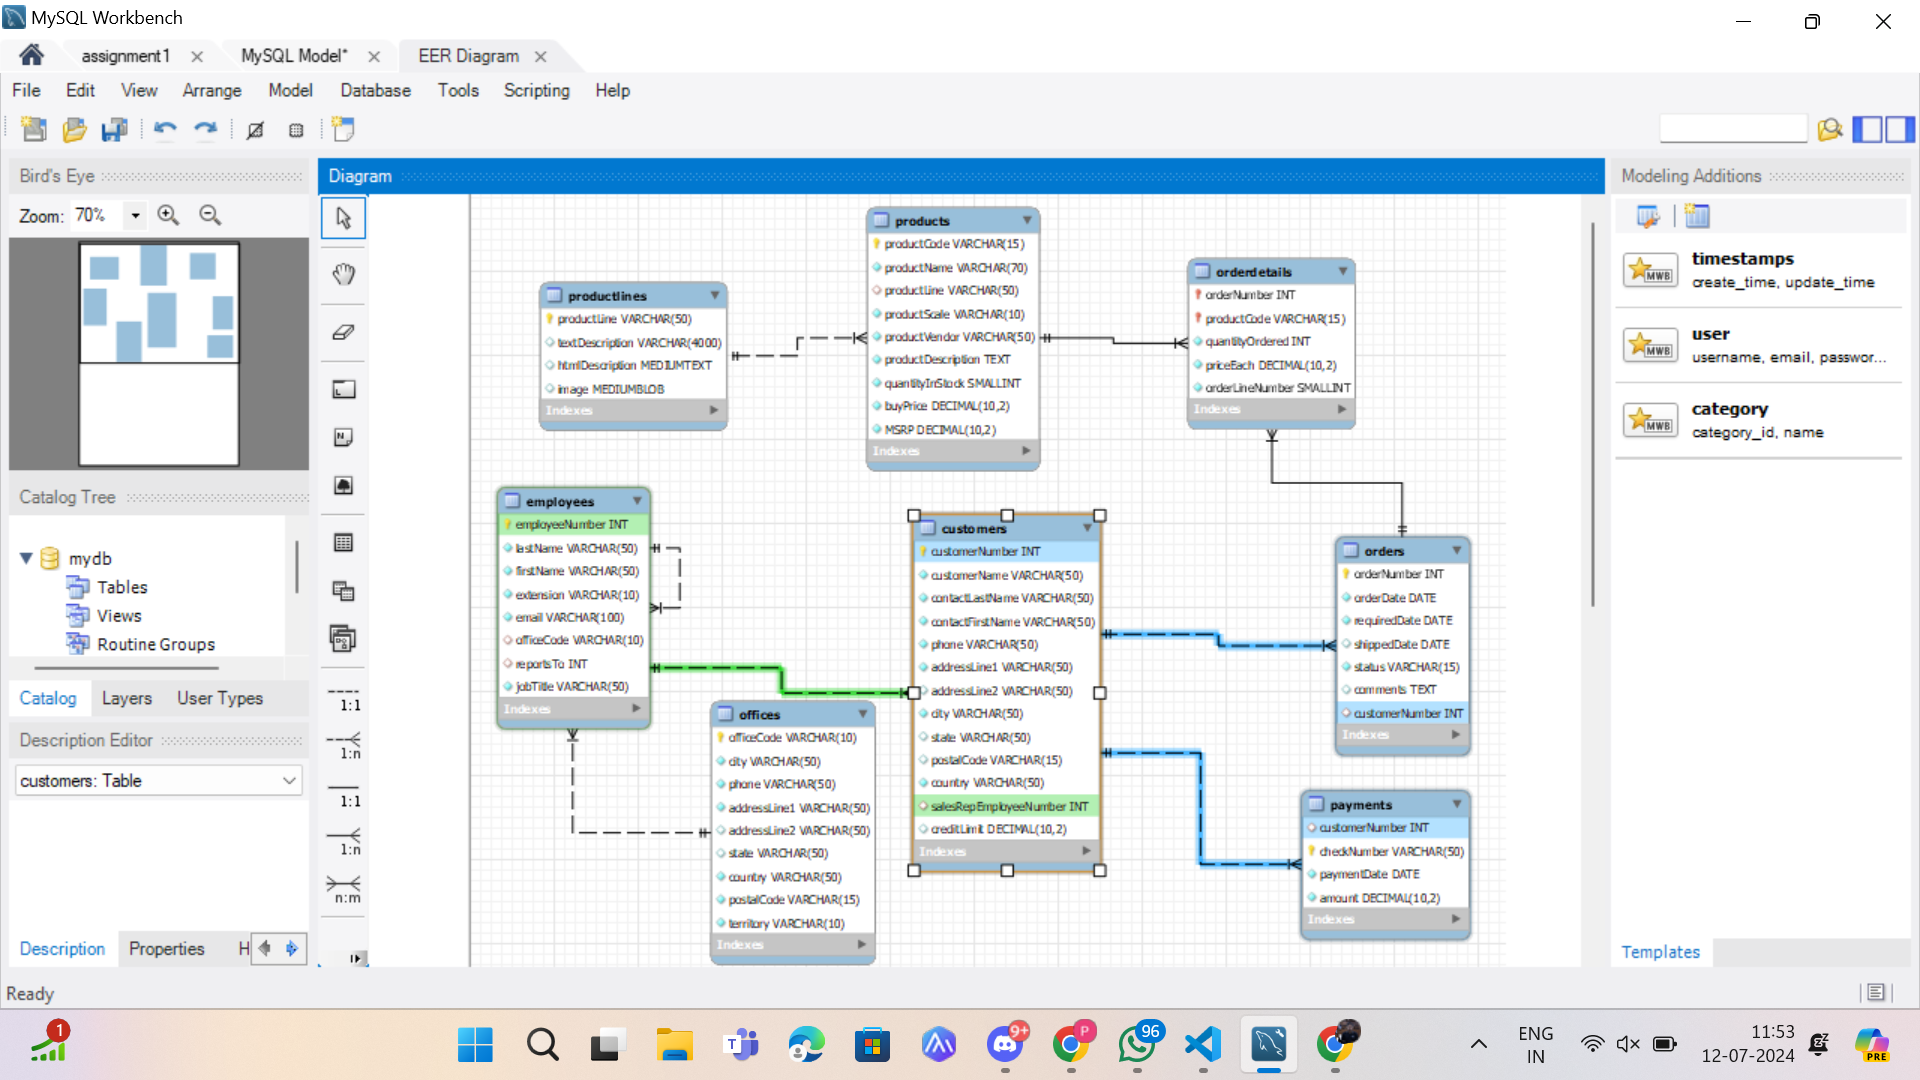 MySQL Workbench
assignment1
MySQL Model*
EER Diagram
File Edit View Arrange Model Database Tools Scripting Help
Bird's Eye
Zoom: 70%
Diagram
Modeling Additions
timestamps
create_time, update_time
user
username, email, passwor...
category
category_id, name
Templates
Catalog Tree
mydb
Tables
Views
Routine Groups
Catalog Layers User Types
Description Editor
customers: Table
Description Properties H
1:1
1:n
1:1
1:n
n:m
productlines
productLine VARCHAR(50)
textDescription VARCHAR(4000)
htmlDescription MEDIUMTEXT
image MEDIUMBLOB
Indexes
products
productCode VARCHAR(15)
productName VARCHAR(70)
productLine VARCHAR(50)
productScale VARCHAR(10)
productVendor VARCHAR(50)
productDescription TEXT
quantityInStock SMALLINT
buyPrice DECIMAL(10,2)
MSRP DECIMAL(10,2)
Indexes
orderdetails
orderNumber INT
productCode VARCHAR(15)
quantityOrdered INT
priceEach DECIMAL(10,2)
orderLineNumber SMALLINT
Indexes
employees
employeeNumber INT
lastName VARCHAR(50)
firstName VARCHAR(50)
extension VARCHAR(10)
email VARCHAR(100)
officeCode VARCHAR(10)
reportsTo INT
jobTitle VARCHAR(50)
Indexes
offices
officeCode VARCHAR(10)
city VARCHAR(50)
phone VARCHAR(50)
addressLine1 VARCHAR(50)
addressLine2 VARCHAR(50)
state VARCHAR(50)
country VARCHAR(50)
postalCode VARCHAR(15)
territory VARCHAR(10)
Indexes
customers
customerNumber INT
customerName VARCHAR(50)
contactLastName VARCHAR(50)
contactFirstName VARCHAR(50)
phone VARCHAR(50)
addressLine1 VARCHAR(50)
addressLine2 VARCHAR(50)
city VARCHAR(50)
state VARCHAR(50)
postalCode VARCHAR(15)
country VARCHAR(50)
salesRepEmployeeNumber INT
creditLimit DECIMAL(10,2)
Indexes
orders
orderNumber INT
orderDate DATE
requiredDate DATE
shippedDate DATE
status VARCHAR(15)
comments TEXT
customerNumber INT
Indexes
payments
customerNumber INT
checkNumber VARCHAR(50)
paymentDate DATE
amount DECIMAL(10,2)
Indexes
Ready
1
9+
P
96
ENG
IN
11:53
12-07-2024
PRE